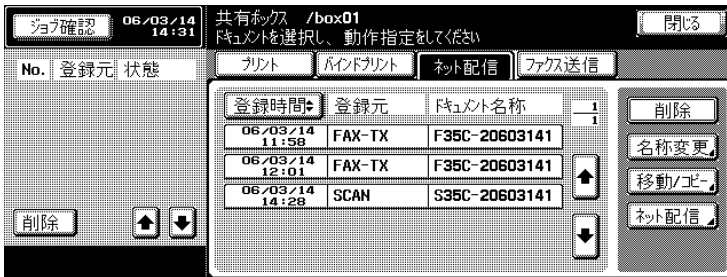 ジョブ確認
06/03/14
14:31
No. 登録元 状態
削除
共有ボックス /box01
ドキュメントを選択し、動作指定をしてください
閉じる
プリント バインドプリント ネット配信 ファクス送信
登録時間 登録元 ドキュメント名称 1/1
06/03/14 11:58 FAX-TX F35C-20603141
06/03/14 12:01 FAX-TX F35C-20603141
06/03/14 14:28 SCAN S35C-20603141
削除
名称変更
移動/コピー
ネット配信